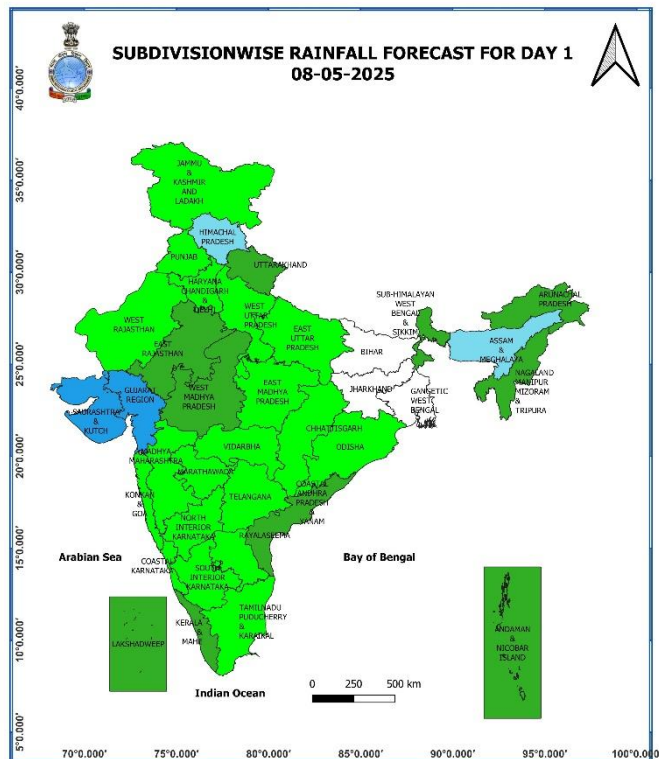 SUBDIVISIONWISE RAINFALL FORECAST FOR DAY 1
08-05-2025
40°0.000'
35°0.000'
30°0.000'
25°0.000'
20°0.000'
15°0.000'
10°0.000'
5°0.000'
JAMMU
&
KASHMIR
AND
LADAKH
HIMACHAL
PRADESH
PUNJAB
UTTARAKHAND
HARYANA
CHANDIGARH
&
DELHI
WEST
UTTAR
PRADESH
EAST
UTTAR
PRADESH
WEST
RAJASTHAN
EAST
RAJASTHAN
SUB-HIMALAYAN
WEST
BENGAL
&
SIKKIM
ARUNACHAL
PRADESH
ASSAM
&
MEGHALAYA
NAGALAND
MANIPUR
MIZORAM
&
TRIPURA
BIHAR
JHARKHAND
GANGETIC
WEST
BENGAL
GUJARAT
REGION
SAURASHTRA
&
KUTCH
WEST
MADHYA
PRADESH
EAST
MADHYA
PRADESH
CHHATTISGARH
ODISHA
MADHYA
MAHARASHTRA
VIDARBHA
MARATHAWADA
KONKAN
&
GOA
TELANGANA
COASTAL
ANDHRA
PRADESH
YANAM
NORTH
INTERIOR
KARNATAKA
RAYALASEEMA
COASTAL
KARNATAKA
SOUTH
INTERIOR
KARNATAKA
TAMILNADU
PUDUCHERRY
&
KARAIKAL
KERALA
&
MAHE
LAKSHADWEEP
ANDAMAN
&
NICOBAR
ISLAND
Arabian Sea
Bay of Bengal
Indian Ocean
0 250 500 km
70°0.000' 75°0.000' 80°0.000' 85°0.000' 90°0.000' 95°0.000' 100°0.000'